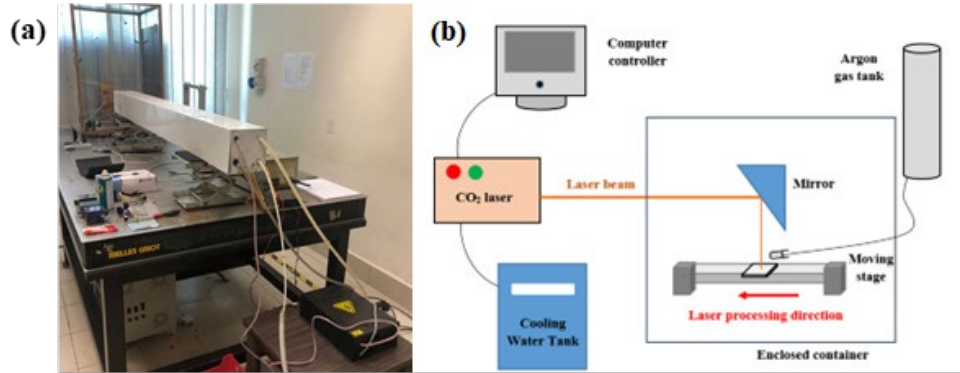 (a)
MELLES GRIOT
(b)
Computer
controller
Argon
gas tank
CO₂ laser
Laser beam
Mirror
Moving
stage
Laser processing direction
Cooling
Water Tank
Enclosed container